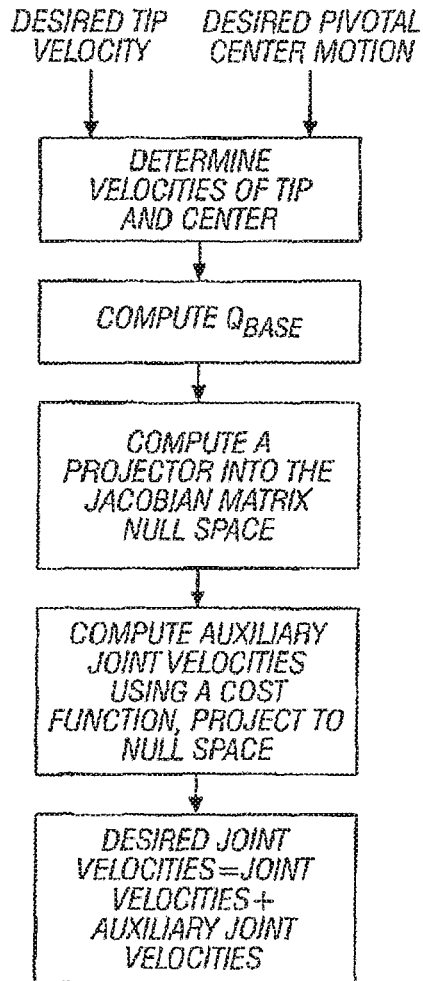 DESIRED TIP
VELOCITY
DESIRED PIVOTAL
CENTER MOTION
DETERMINE
VELOCITIES OF TIP
AND CENTER
COMPUTE QBASE
COMPUTE A
PROJECTOR INTO THE
JACOBIAN MATRIX
NULL SPACE
COMPUTE AUXILIARY
JOINT VELOCITIES
USING A COST
FUNCTION, PROJECT TO
NULL SPACE
DESIRED JOINT
VELOCITIES=JOINT
VELOCITIES+
AUXILIARY JOINT
VELOCITIES